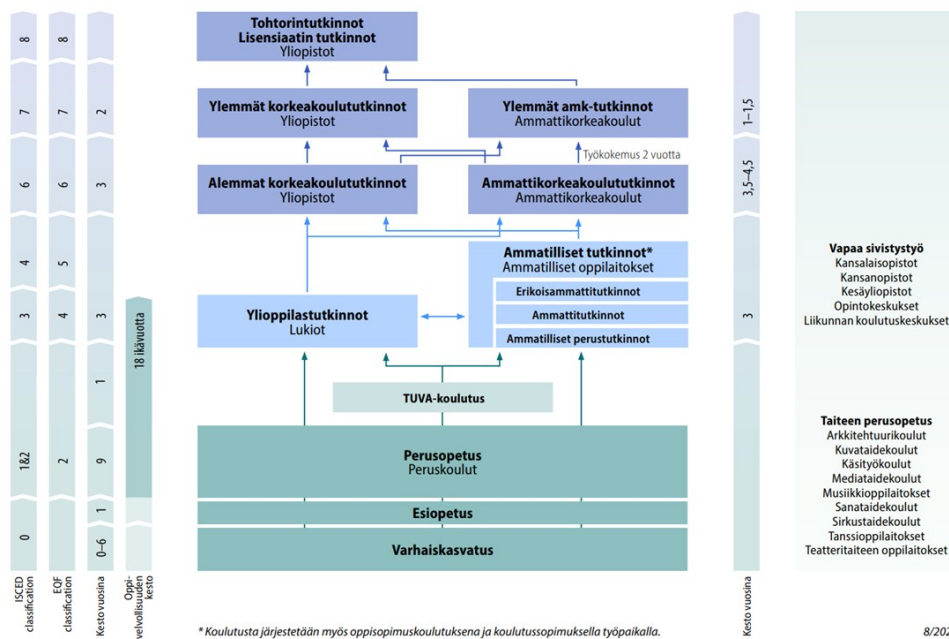 Tohtorintutkinnot
Lisensiaatin tutkinnot
Yliopistot
Ylemmät korkeakoulututkinnot
Yliopistot
Ylemmät amk-tutkinnot
Ammattikorkeakoulut
Työkokemus 2 vuotta
Alemmat korkeakoulututkinnot
Yliopistot
Ammattikorkeakoulututkinnot
Ammattikorkeakoulut
Ammatilliset tutkinnot*
Ammatilliset oppilaitokset
Erikoisammattitutkinnot
Ammattitutkinnot
Ammatilliset perustutkinnot
Ylioppilastutkinnot
Lukiot
TUVA-koulutus
Perusopetus
Peruskoulut
Esiopetus
Varhaiskasvatus
8
7
6
4
3
1&2
0
ISCED
classification
8
7
6
5
4
2
EQF
classification
2
3
3
1
9
1
0–6
Kesto vuosina
18 ikävuotta
Oppi-
velvollisuuden
kesto
1–1,5
3,5–4,5
3
Kesto vuosina
Vapaa sivistystyö
Kansalaisopistot
Kansanopistot
Kesäyliopistot
Opintokeskukset
Liikunnan koulutuskeskukset
Taiteen perusopetus
Arkkitehtuurikoulut
Kuvataidekoulut
Käsityökoulut
Mediataidekoulut
Musiikkioppilaitokset
Sanataidekoulut
Sirkustaidekoulut
Tanssioppilaitokset
Teatteritaiteen oppilaitokset
* Koulutusta järjestetään myös oppisopimuskoulutuksena ja koulutussopimuksella työpaikalla.
8/202